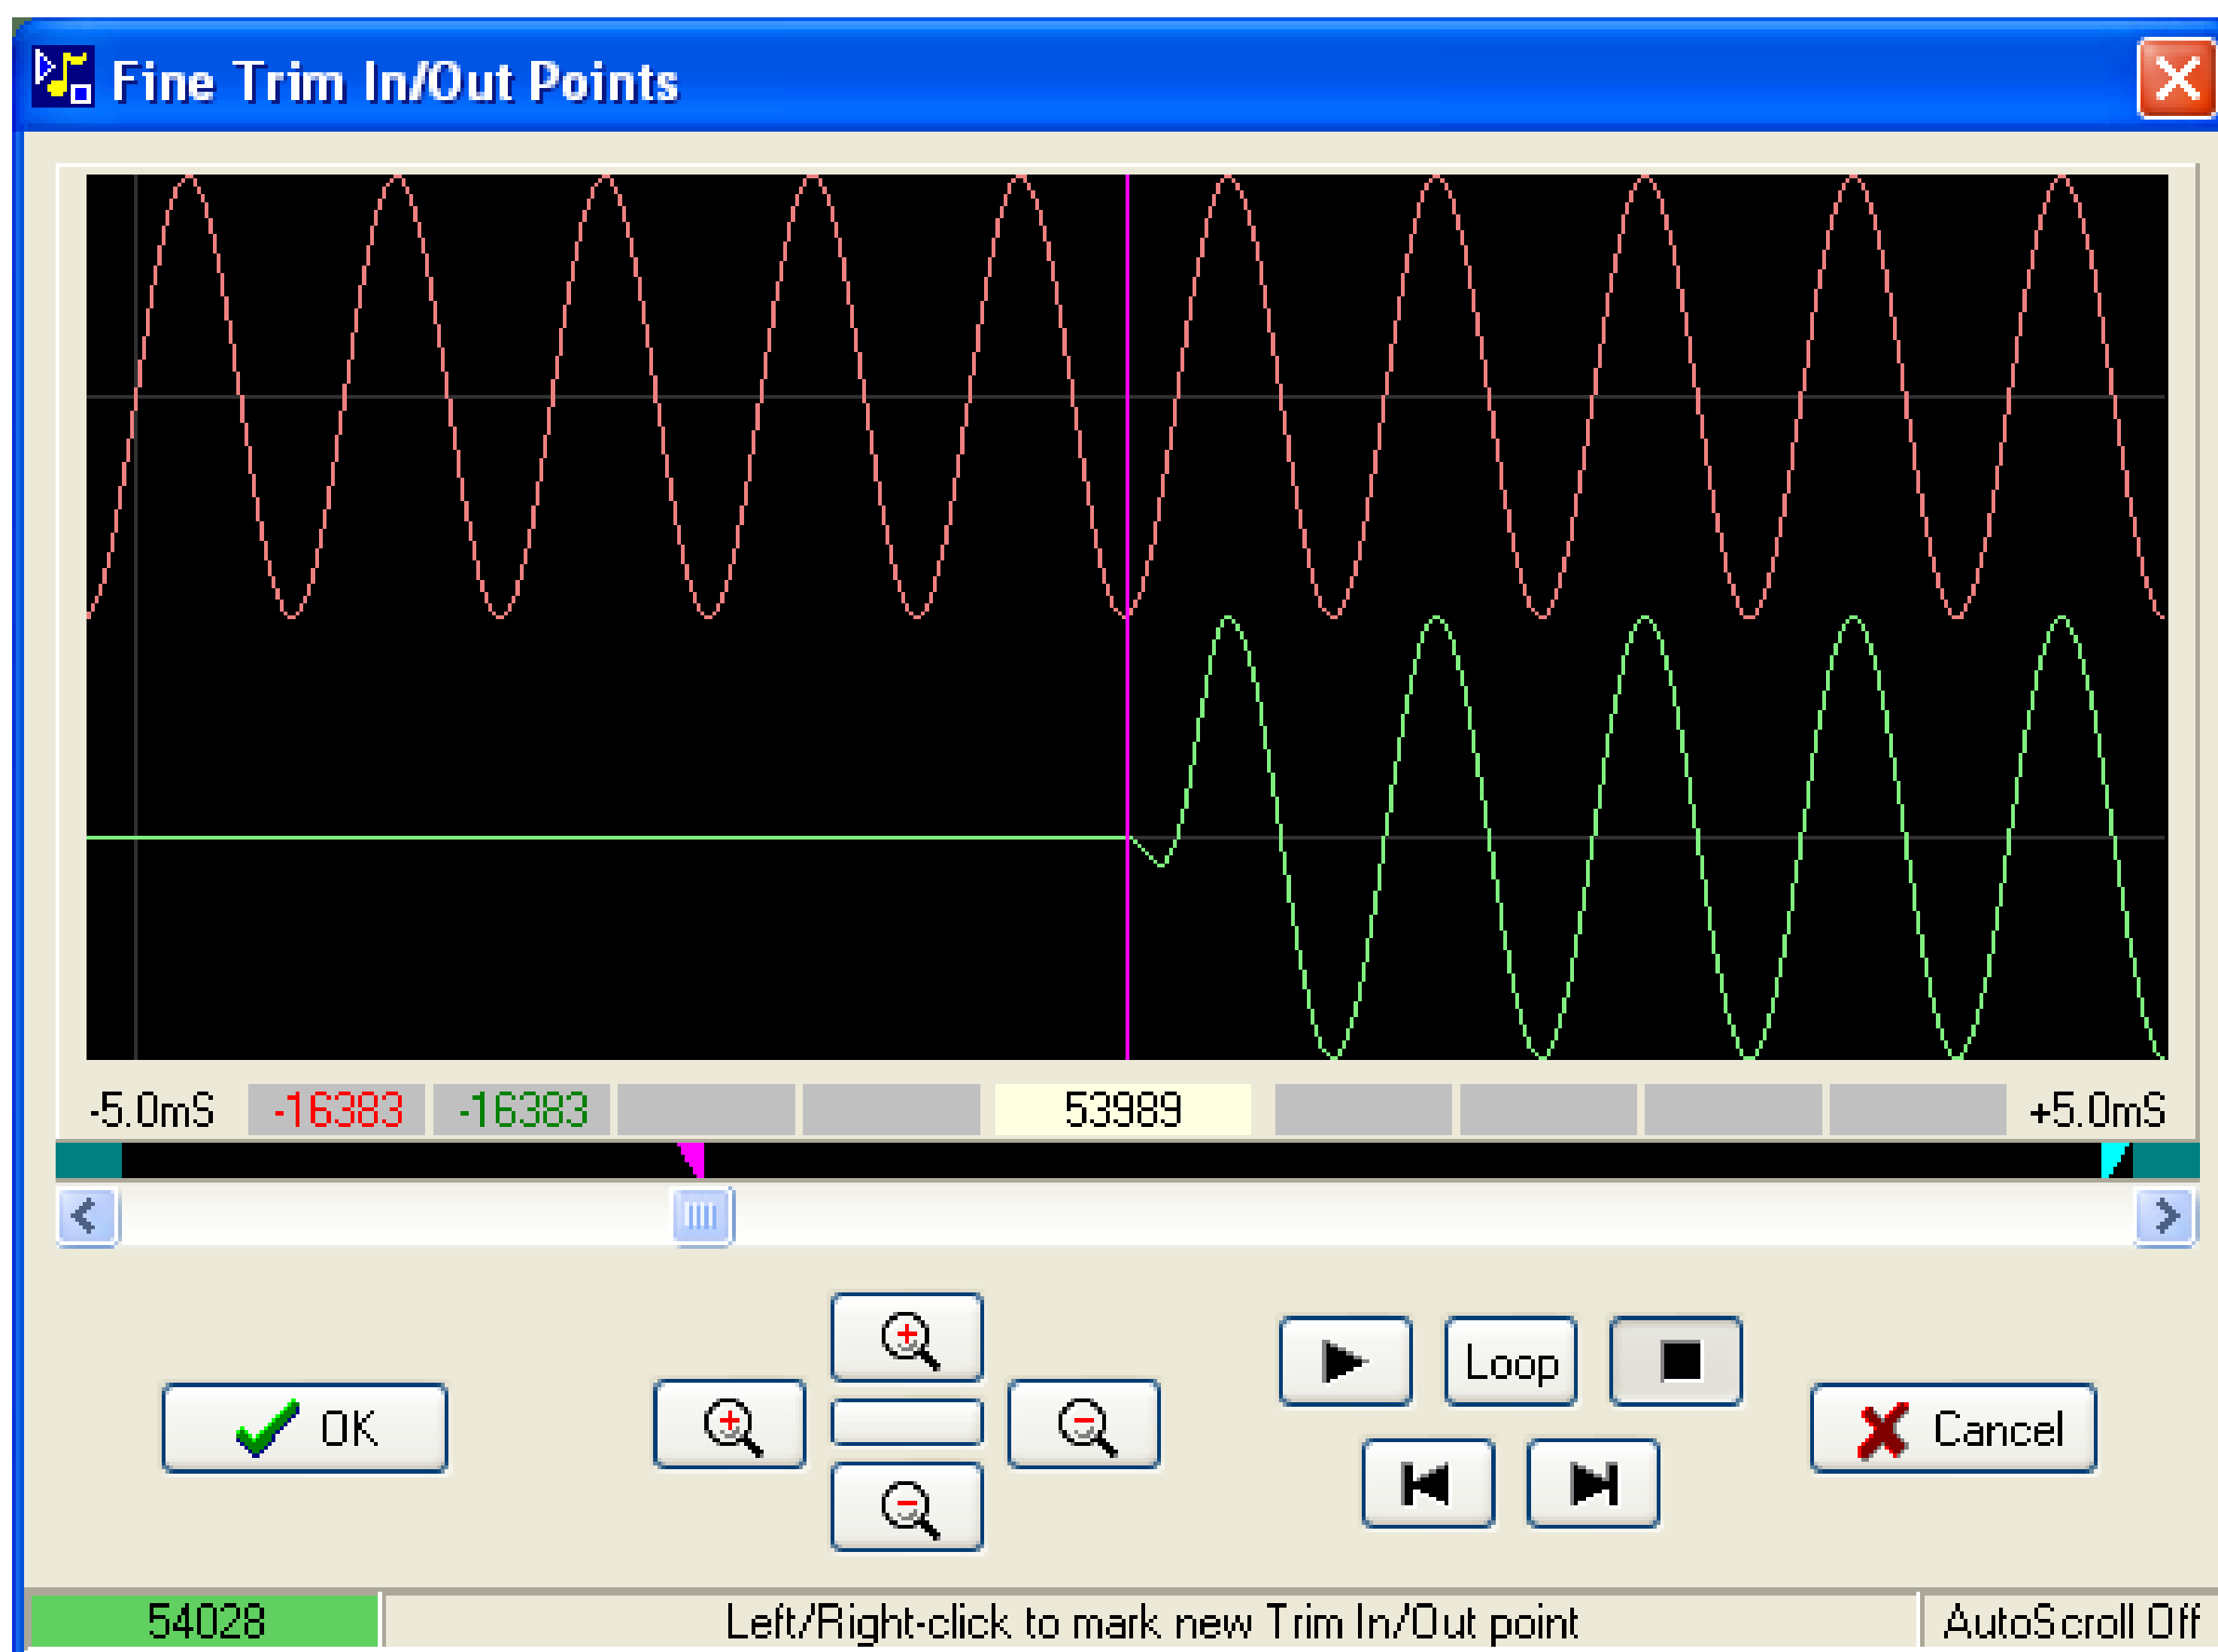 Fine Trim In/Out Points
-5.0mS -16383 -16383 53989 +5.0mS
Loop
OK
Cancel
54028 Left/Right-click to mark new Trim In/Out point AutoScroll Off